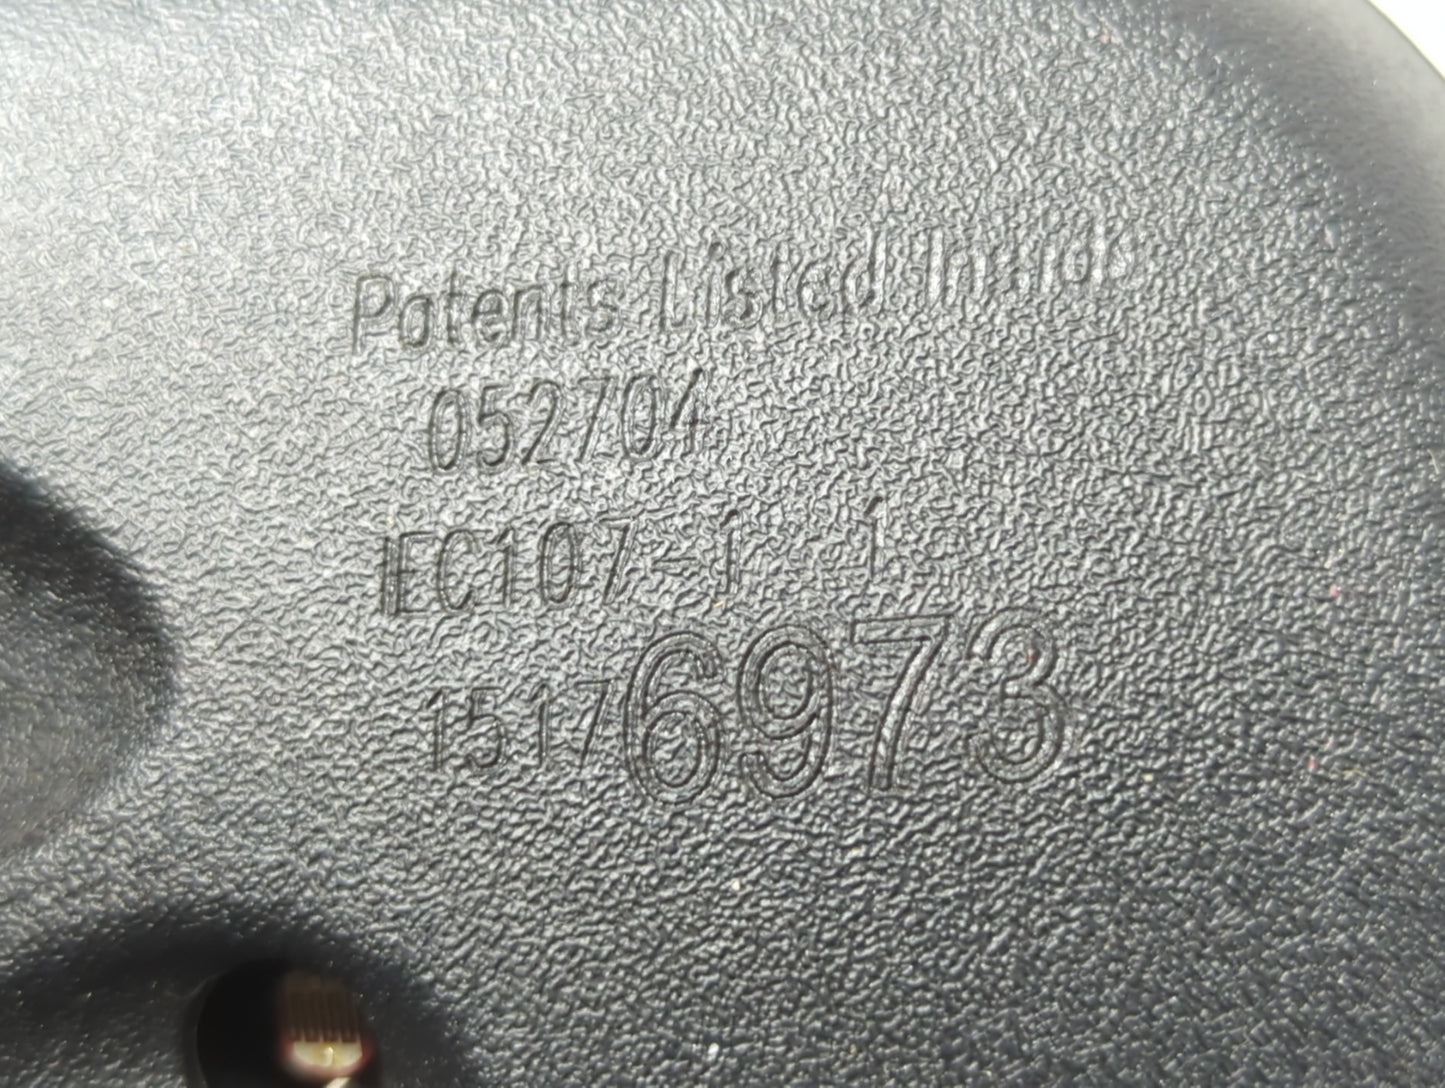 Patents Listed Inside
052704
IEC107-1 1
15176973